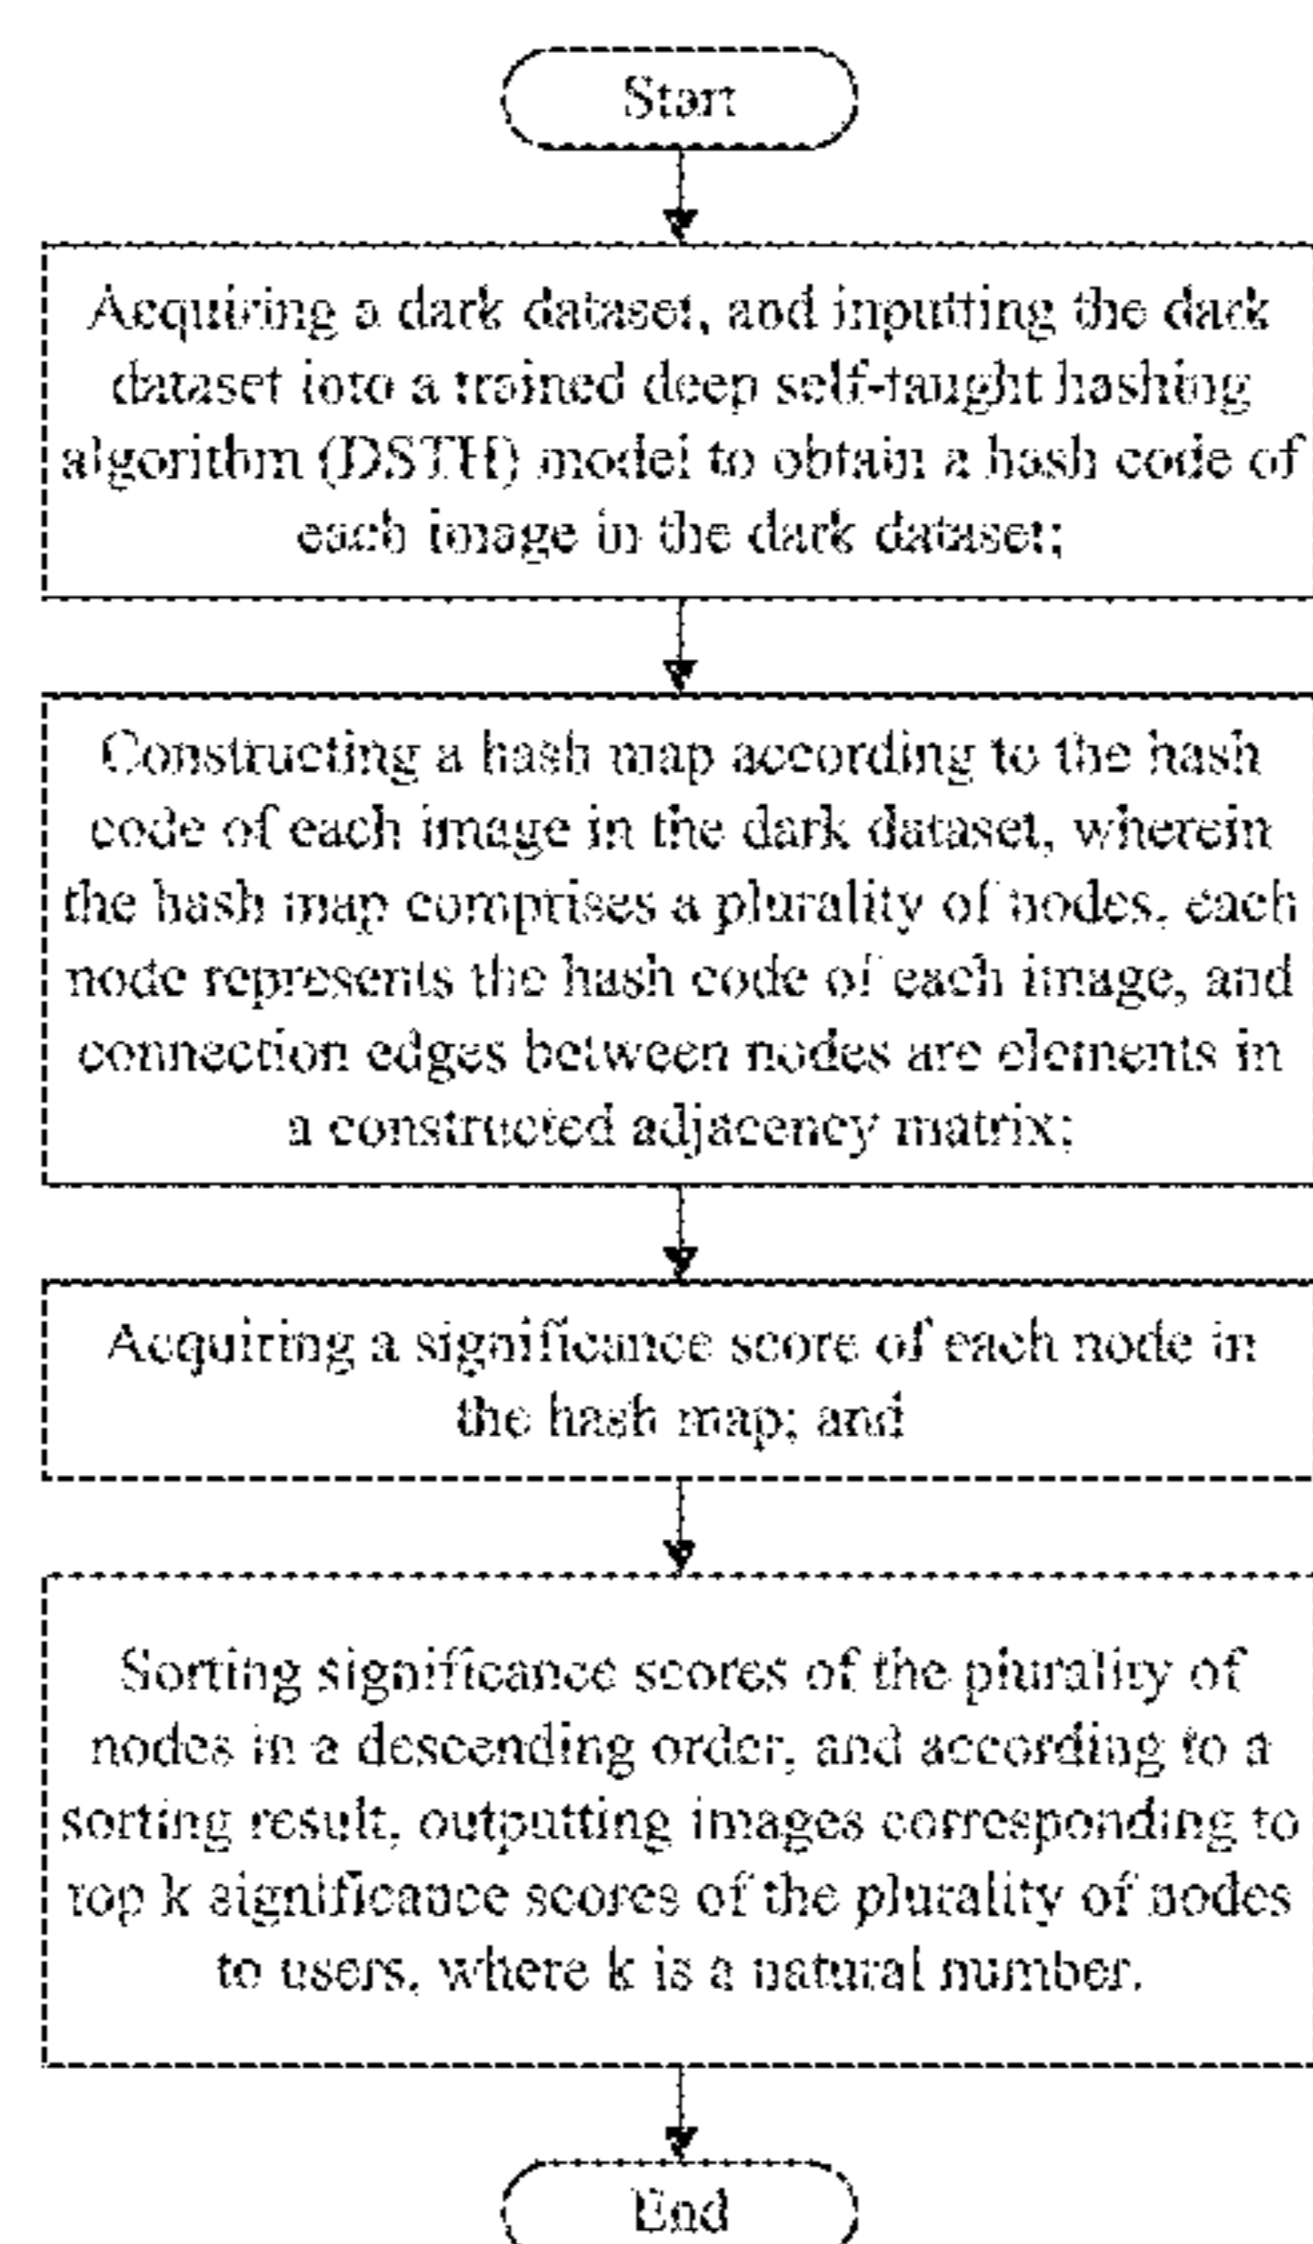 Start
Acquiring a dark dataset, and inputting the dark
dataset into a trained deep self-taught hashing
algorithm (DSTH) model to obtain a hash code of
each image in the dark dataset;
Constructing a hash map according to the hash
code of each image in the dark dataset, wherein
the hash map comprises a plurality of nodes, each
node represents the hash code of each image, and
connection edges between nodes are elements in
a constructed adjacency matrix;
Acquiring a significance score of each node in
the hash map; and
Sorting significance scores of the plurality of
nodes in a descending order, and according to a
sorting result, outputting images corresponding to
top k significance scores of the plurality of nodes
to users, where k is a natural number.
End